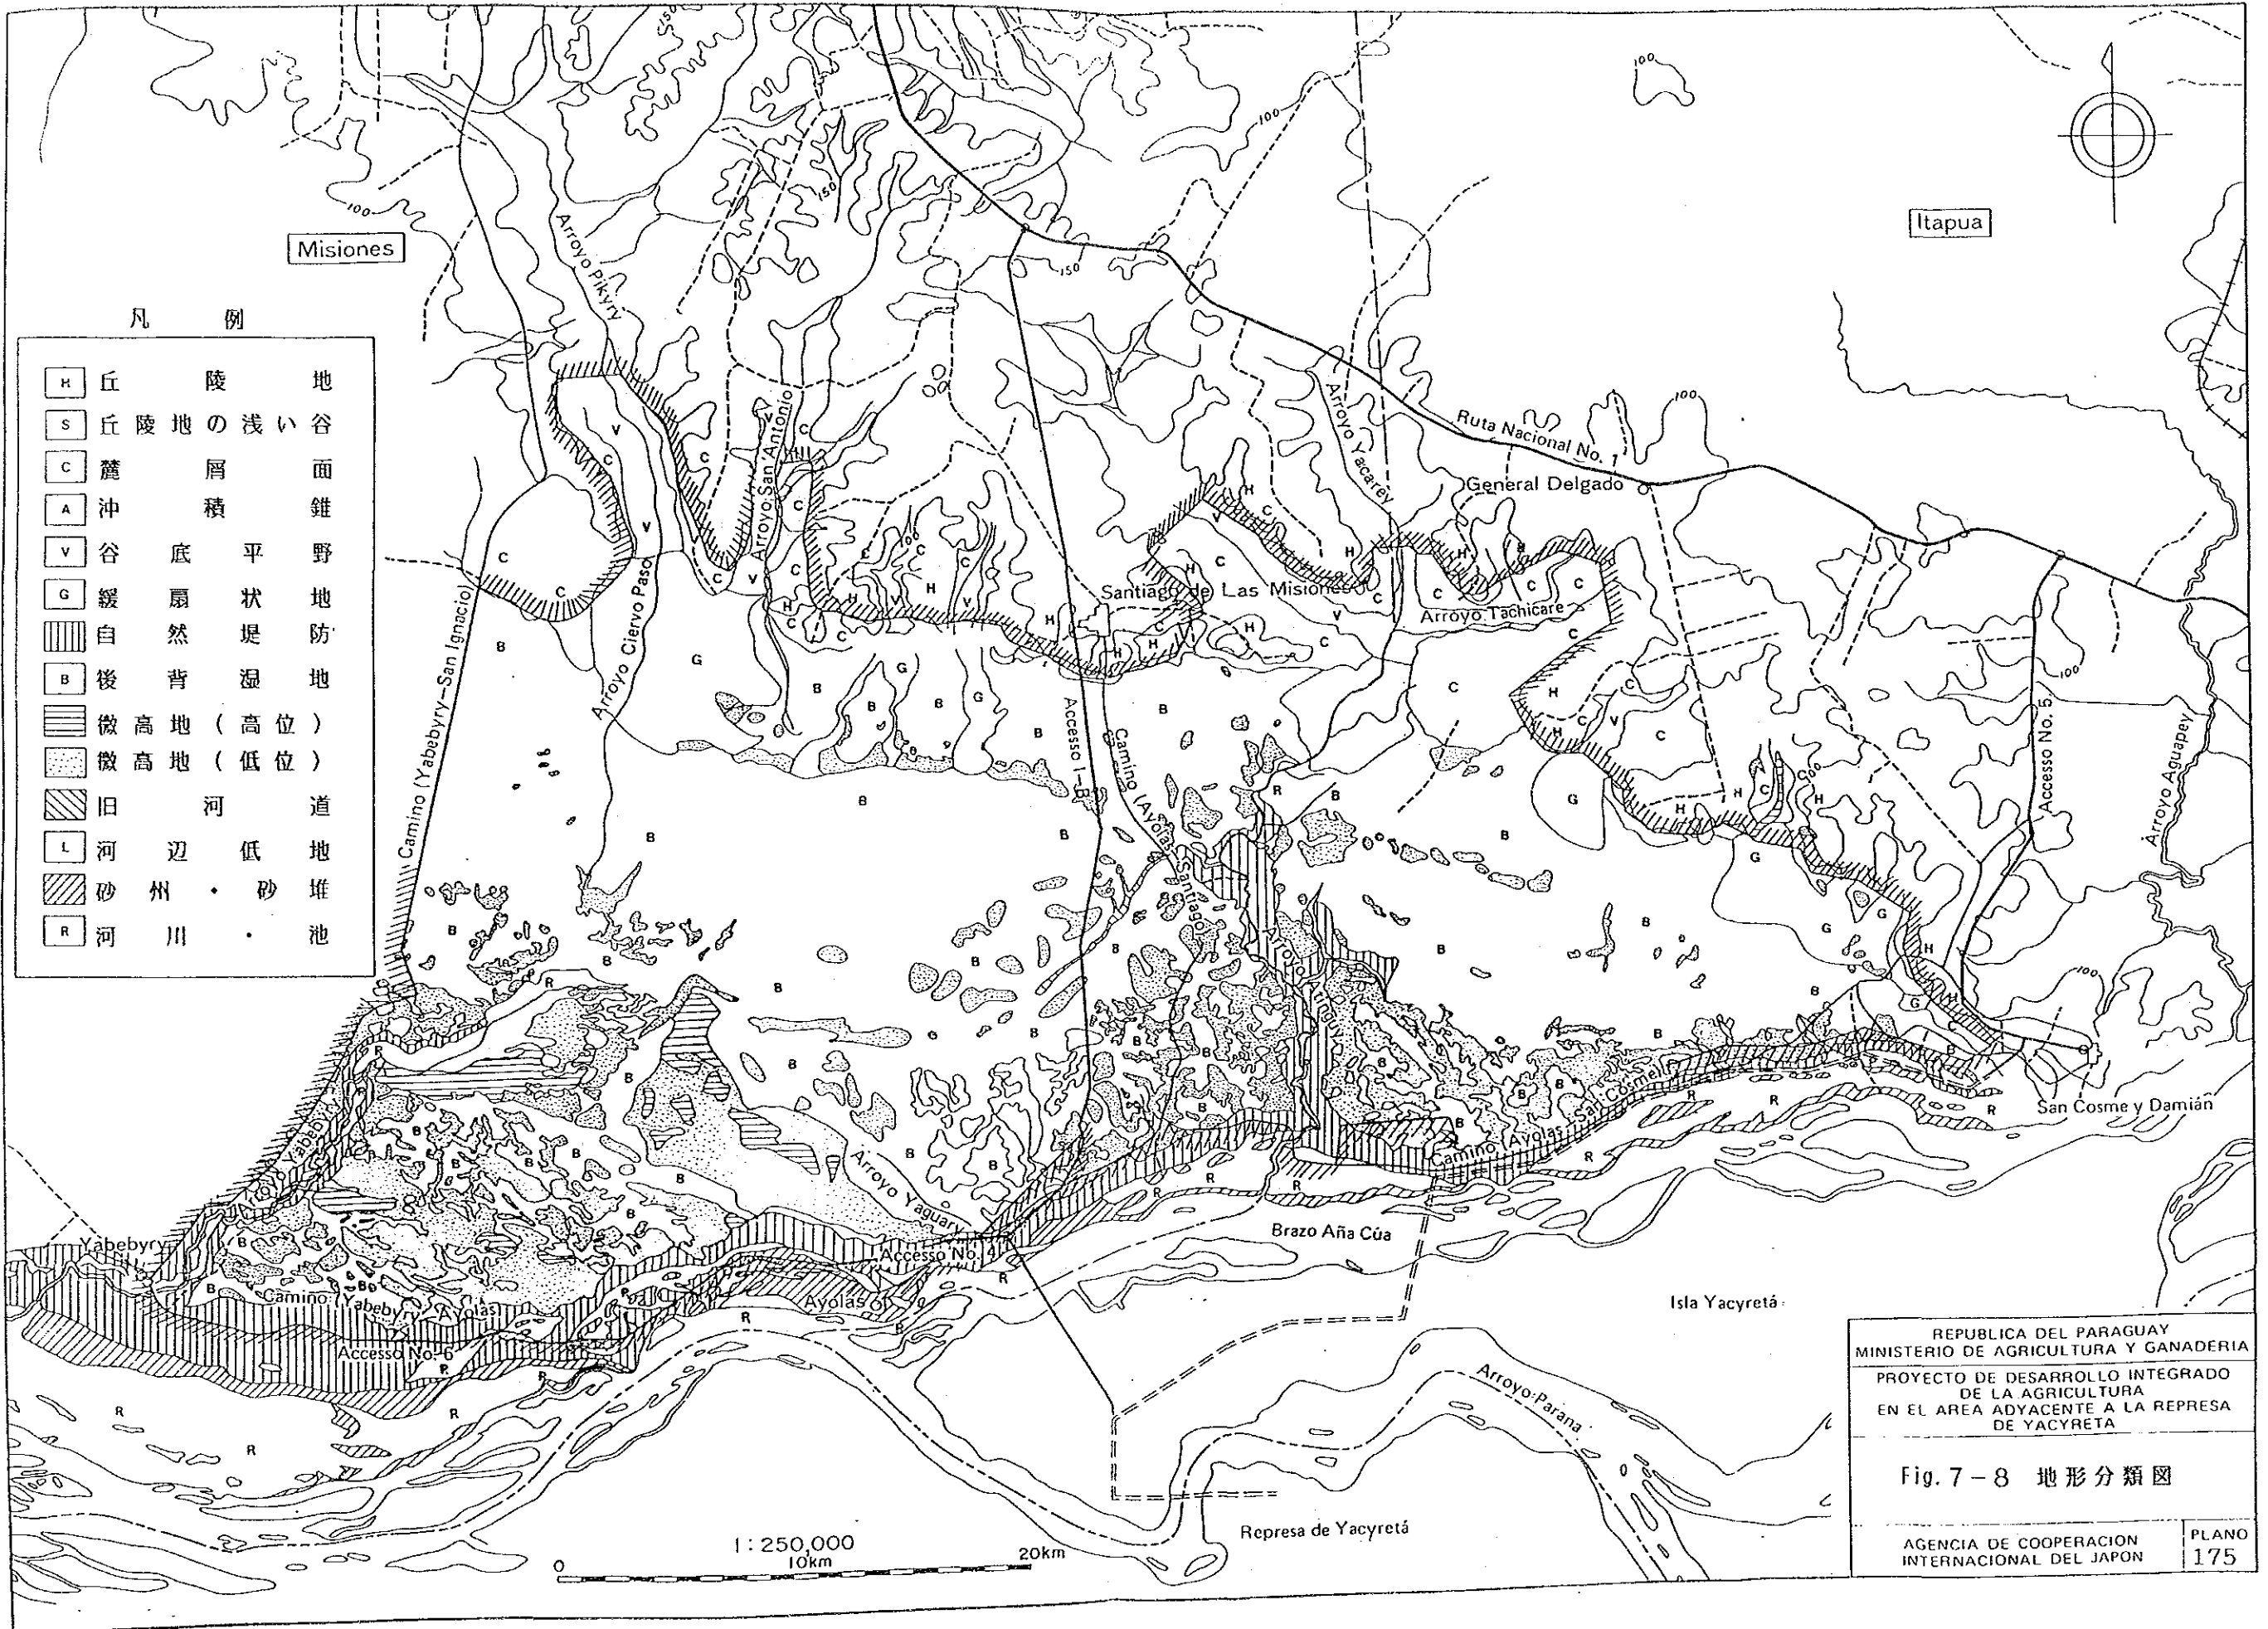 Misiones
Itapua
凡例
H 丘陵地
S 丘陵地の浅い谷
C 麓屑面
A 沖積錐
V 谷底平野
G 緩扇状地
自然堤防
B 後背湿地
微高地(高位)
微高地(低位)
旧河道
L 河辺低地
砂州・砂堆
R 河川・池
Arroyo Pikyry
Arroyo San Antonio
Arroyo Yacarey
Ruta Nacional No. 1
General Delgado
Santiago de Las Misiones
Arroyo Tachicare
Arroyo Ciervo Paso
Camino (Yabebyry-San Ignacio)
Accesso 1-B
Camino (Ayolas-Santiago)
Accesso No. 5
Arroyo Aguapey
Arroyo Yabebyry
Yabebyry
Camino (Yabebyry-Ayolas)
Accesso No. 6
Arroyo Yaguary
Accesso No. 4
Ayolas
Camino (Ayolas-San Cosme)
San Cosme y Damián
Brazo Aña Cúa
Isla Yacyretá
Arroyo Parana
Represa de Yacyretá
100
150
1:250,000
0 10km 20km
REPUBLICA DEL PARAGUAY
MINISTERIO DE AGRICULTURA Y GANADERIA
PROYECTO DE DESARROLLO INTEGRADO
DE LA AGRICULTURA
EN EL AREA ADYACENTE A LA REPRESA
DE YACYRETA
Fig. 7-8 地形分類図
AGENCIA DE COOPERACION
INTERNACIONAL DEL JAPON
PLANO
175